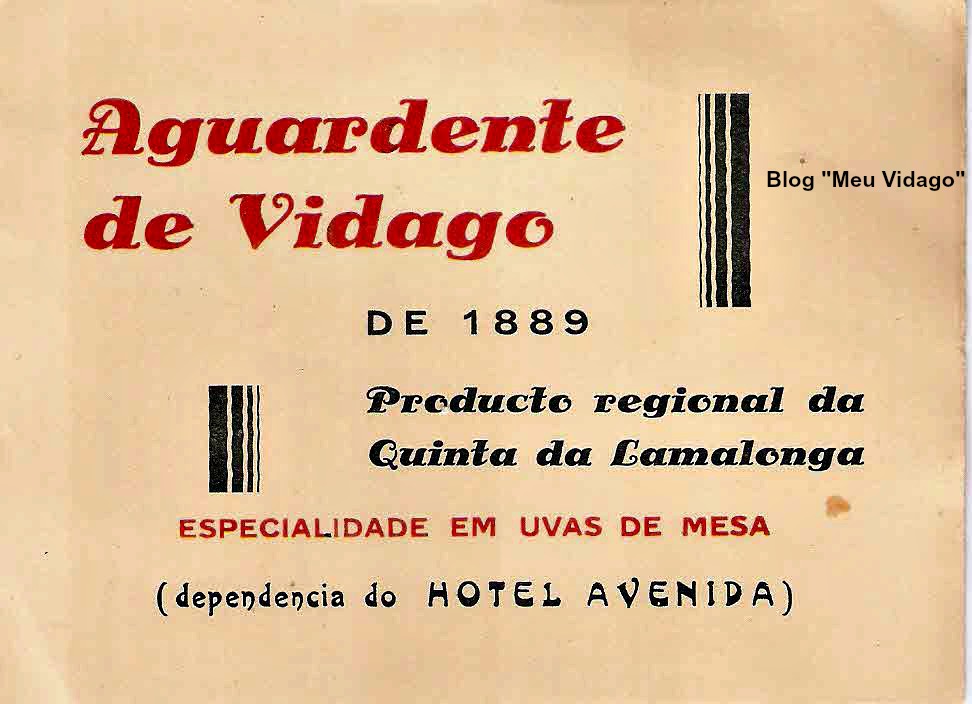 Aguardente
de Vidago
Blog "Meu Vidago"
DE 1889
Producto regional da
Quinta da Lamalonga
ESPECIALIDADE EM UVAS DE MESA
(dependencia do HOTEL AVENIDA)